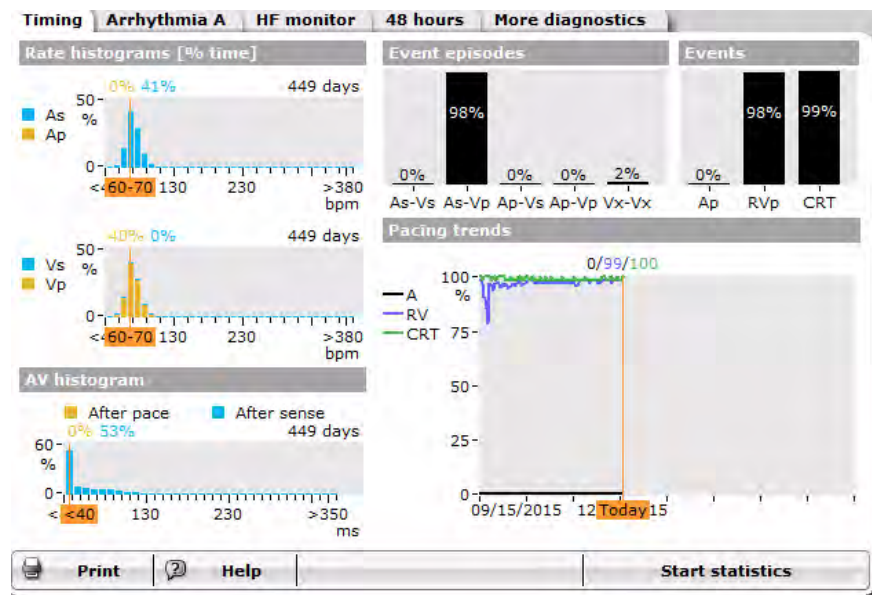 Timing Arrhythmia A HF monitor 48 hours More diagnostics
Rate histograms [% time]
0% 41% 449 days
50
%
As
Ap
0
<4 60-70 130 230 >380
bpm
40% 0% 449 days
50
%
Vs
Vp
0
<4 60-70 130 230 >380
bpm
AV histogram
After pace After sense
0% 53% 449 days
60
%
0
< <40 130 230 >350
ms
Event episodes
0% 98% 0% 0% 2%
As-Vs As-Vp Ap-Vs Ap-Vp Vx-Vx
Events
0% 98% 99%
Ap RVp CRT
Pacing trends
0/99/100
A
RV
CRT
100
%
75
50
25
0
09/15/2015 12 Today 15
Print Help Start statistics